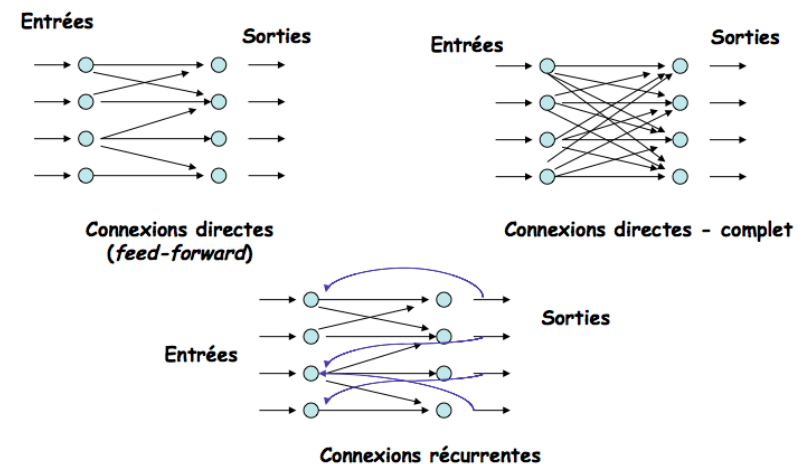 Entrées
Sorties
Connexions directes
(feed-forward)
Entrées
Sorties
Connexions directes - complet
Entrées
Sorties
Connexions récurrentes